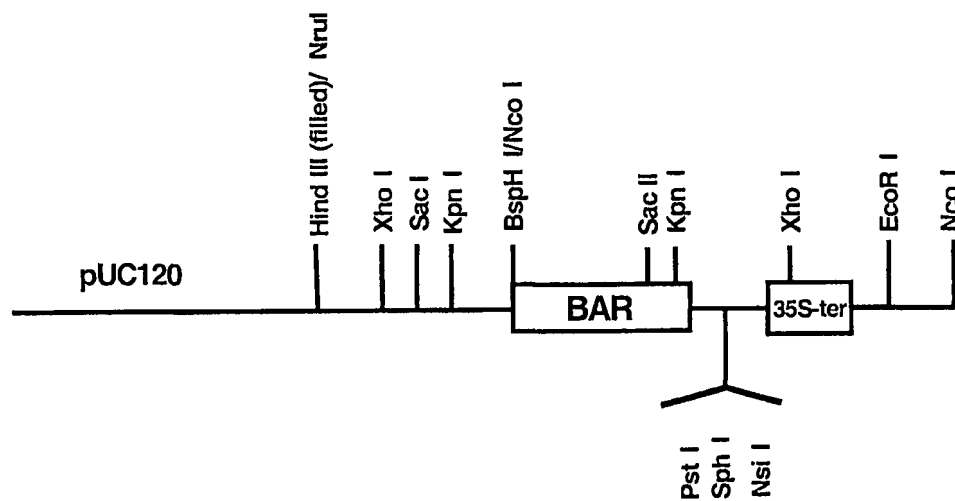 Hind III (filled)/ NruI
Xho I
Sac I
Kpn I
BspH I/Nco I
Sac II
Kpn I
Xho I
EcoR I
Nco I
pUC120
BAR
35S-ter
Pst I
Sph I
Nsi I